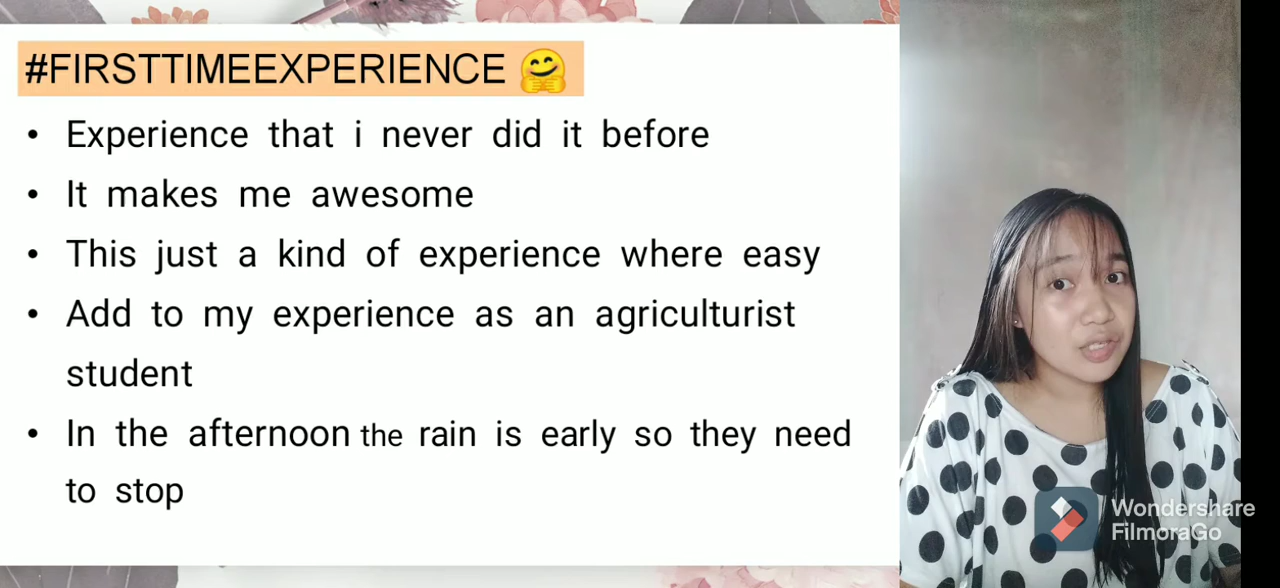 #FIRSTTIMEEXPERIENCE 🤗
• Experience that i never did it before
• It makes me awesome
• This just a kind of experience where easy
• Add to my experience as an agriculturist
student
• In the afternoon the rain is early so they need
to stop
Wondershare
FilmoraGo